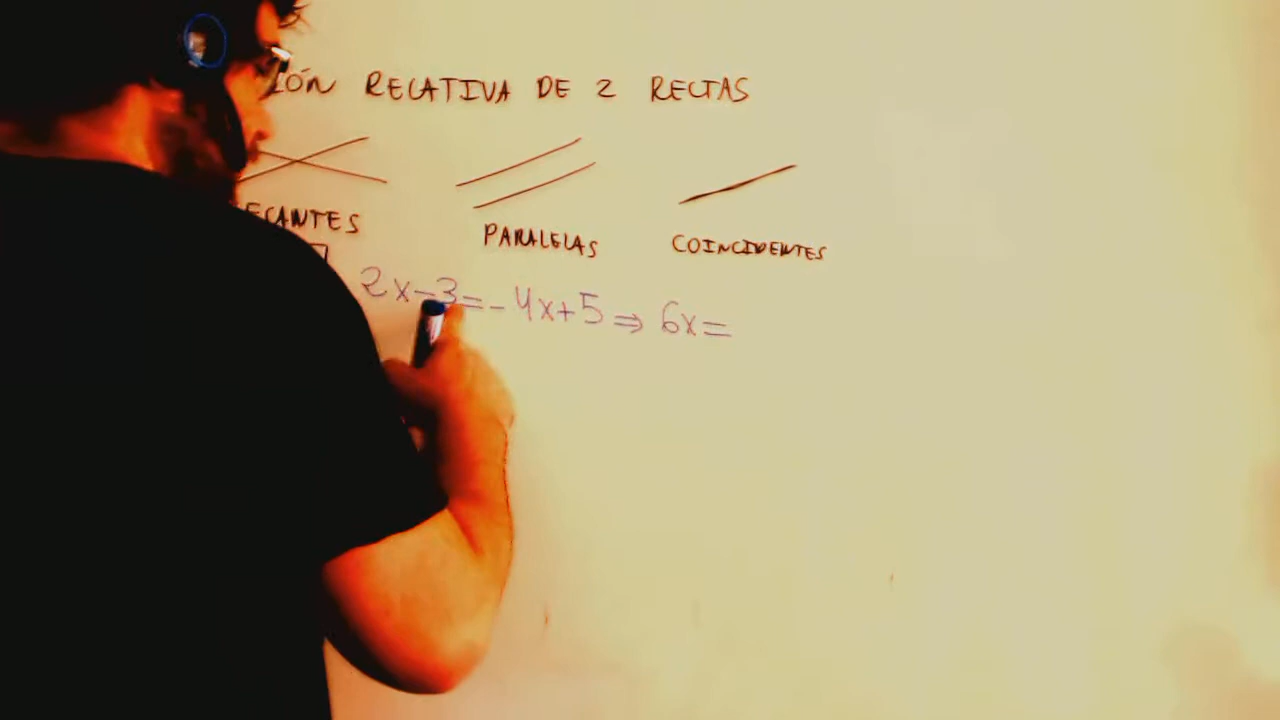 IÓN RELATIVA DE 2 RECTAS
ECANTES PARALELAS COINCIDENTES
2x-3=-4x+5⇒6x=